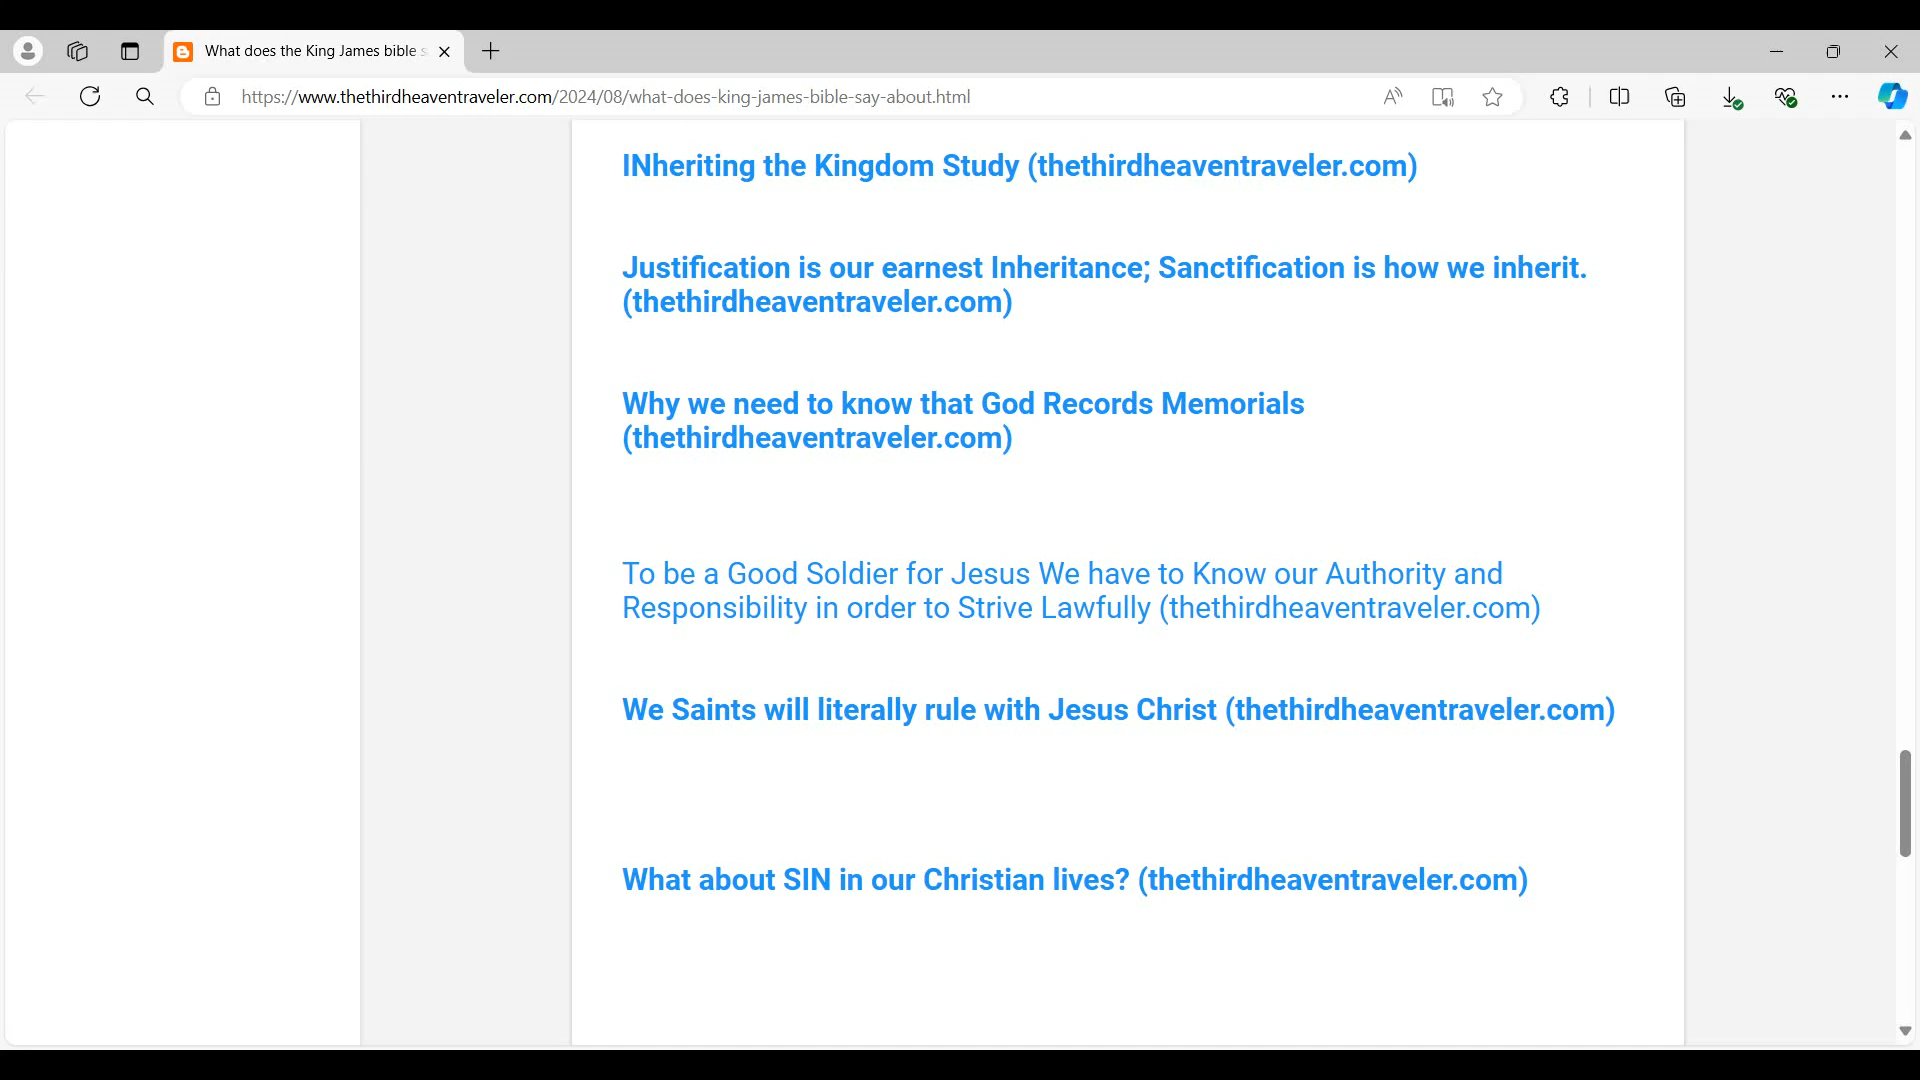 What does the King James bible s
https://www.thethirdheaventraveler.com/2024/08/what-does-king-james-bible-say-about.html
INheriting the Kingdom Study (thethirdheaventraveler.com)
Justification is our earnest Inheritance; Sanctification is how we inherit.
(thethirdheaventraveler.com)
Why we need to know that God Records Memorials
(thethirdheaventraveler.com)
To be a Good Soldier for Jesus We have to Know our Authority and
Responsibility in order to Strive Lawfully (thethirdheaventraveler.com)
We Saints will literally rule with Jesus Christ (thethirdheaventraveler.com)
What about SIN in our Christian lives? (thethirdheaventraveler.com)